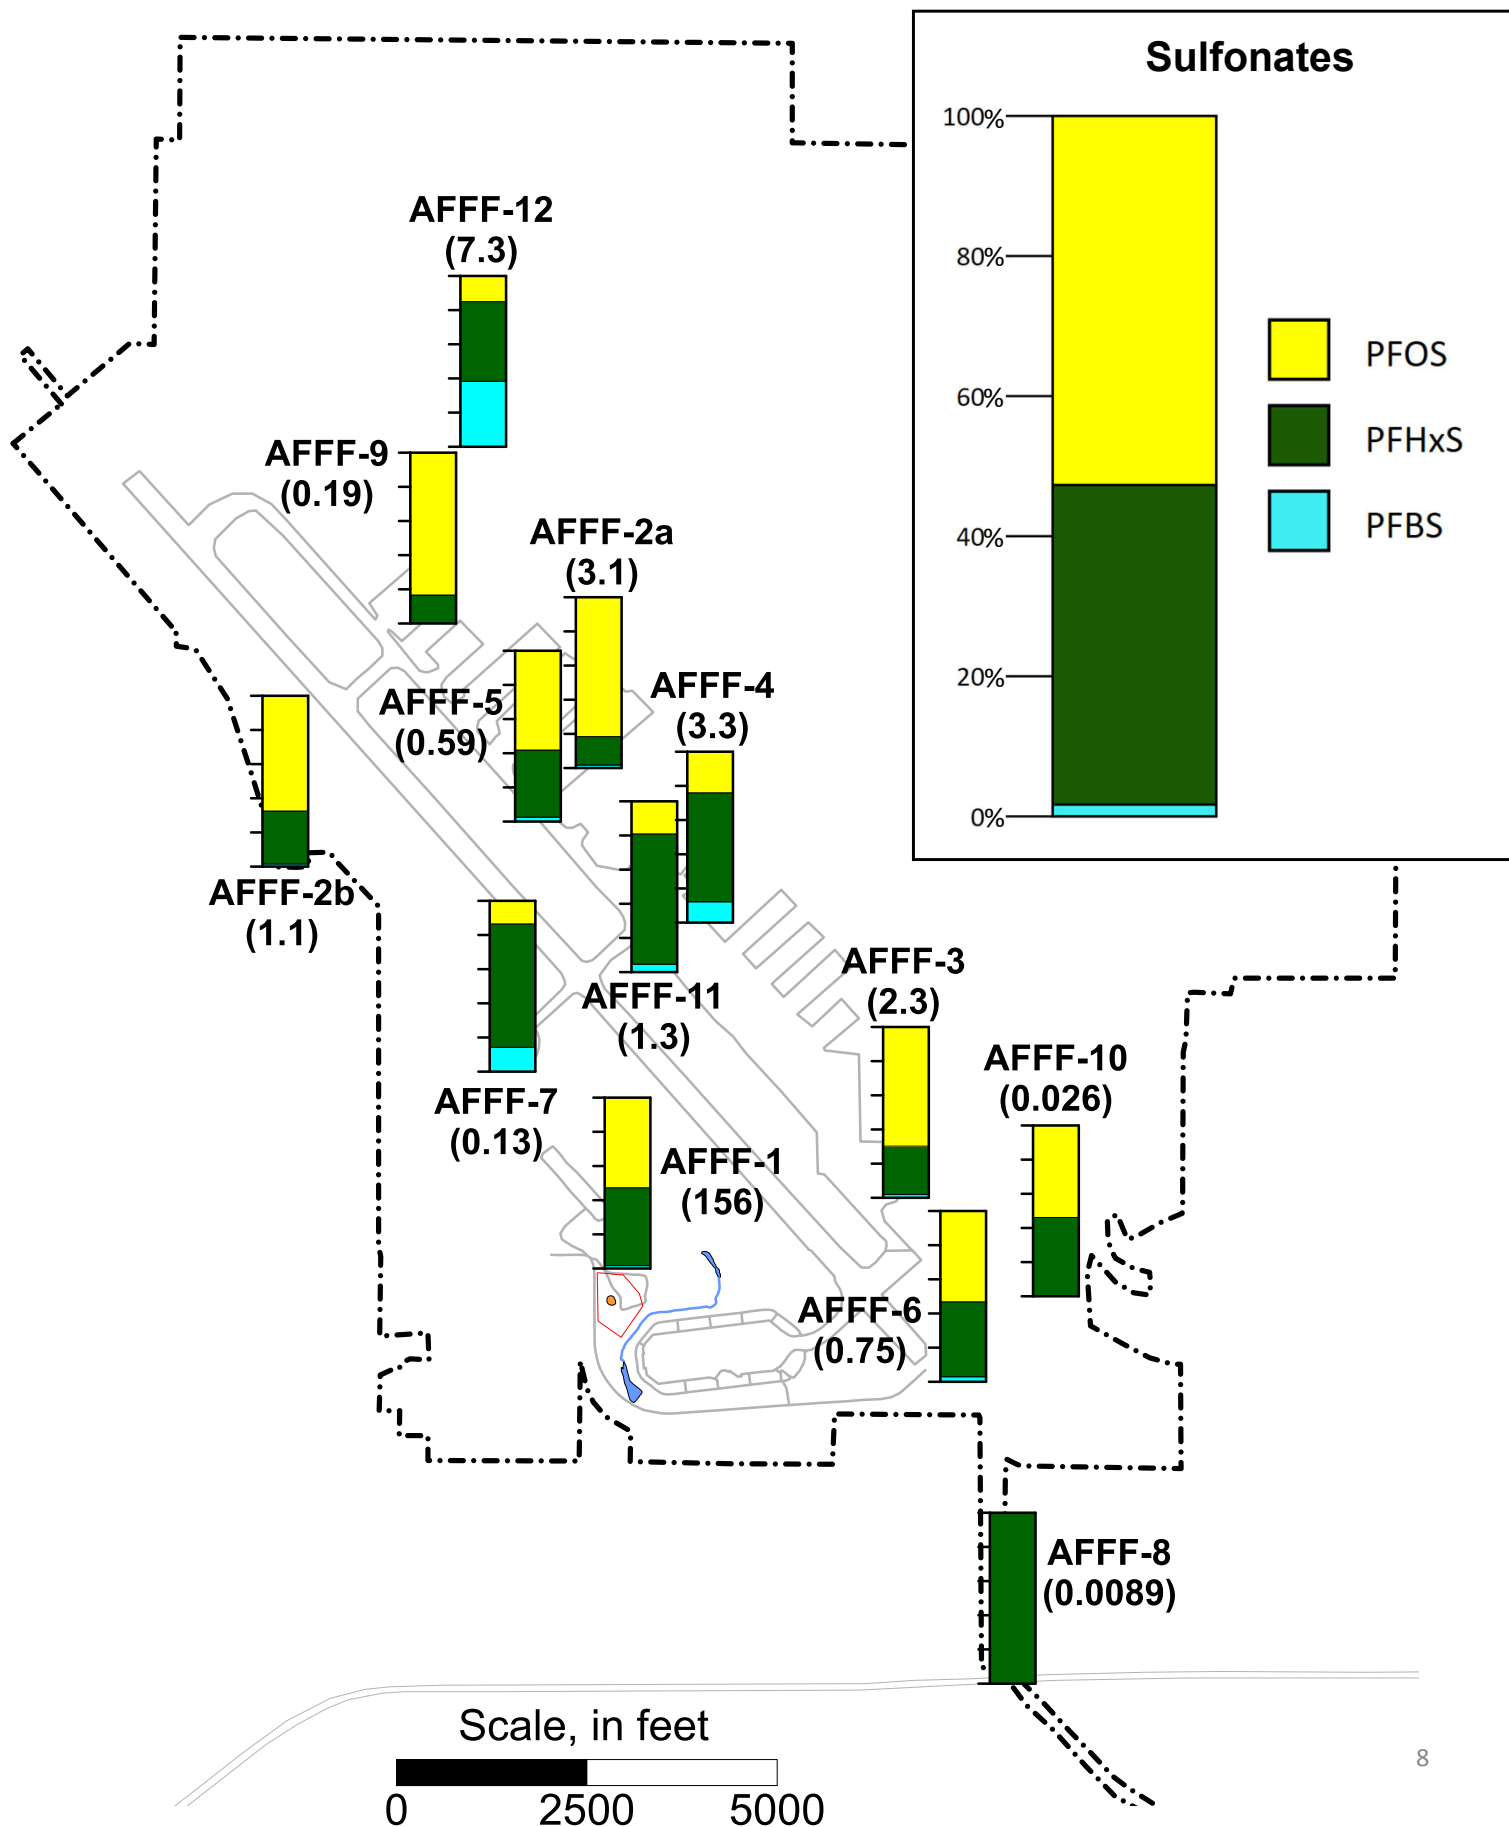 Sulfonates
100%
80%
60%
40%
20%
0%
PFOS
PFHxS
PFBS
AFFF-12
(7.3)
AFFF-9
(0.19)
AFFF-2a
(3.1)
AFFF-5
(0.59)
AFFF-4
(3.3)
AFFF-2b
(1.1)
AFFF-11
(1.3)
AFFF-3
(2.3)
AFFF-10
(0.026)
AFFF-7
(0.13)
AFFF-1
(156)
AFFF-6
(0.75)
AFFF-8
(0.0089)
Scale, in feet
0 2500 5000
8